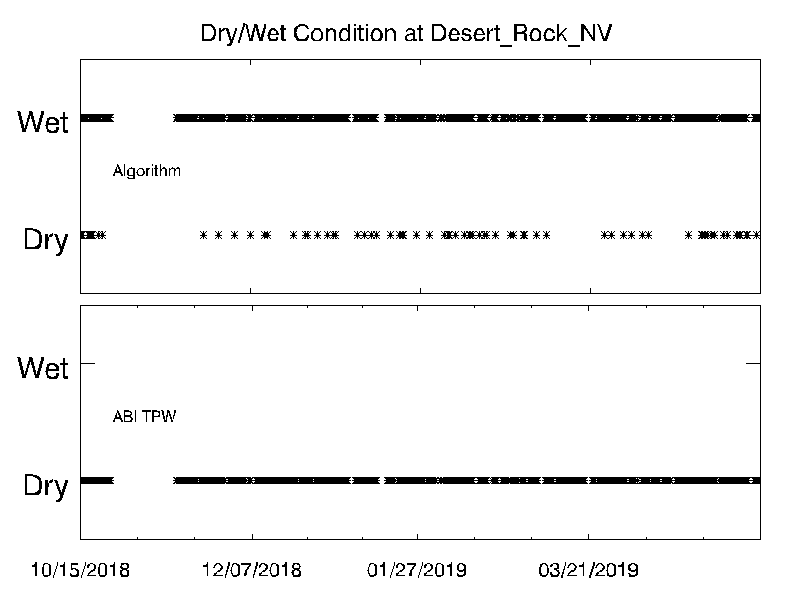 Dry/Wet Condition at Desert_Rock_NV
Wet
Algorithm
Dry
Wet
ABI TPW
Dry
10/15/2018 12/07/2018 01/27/2019 03/21/2019